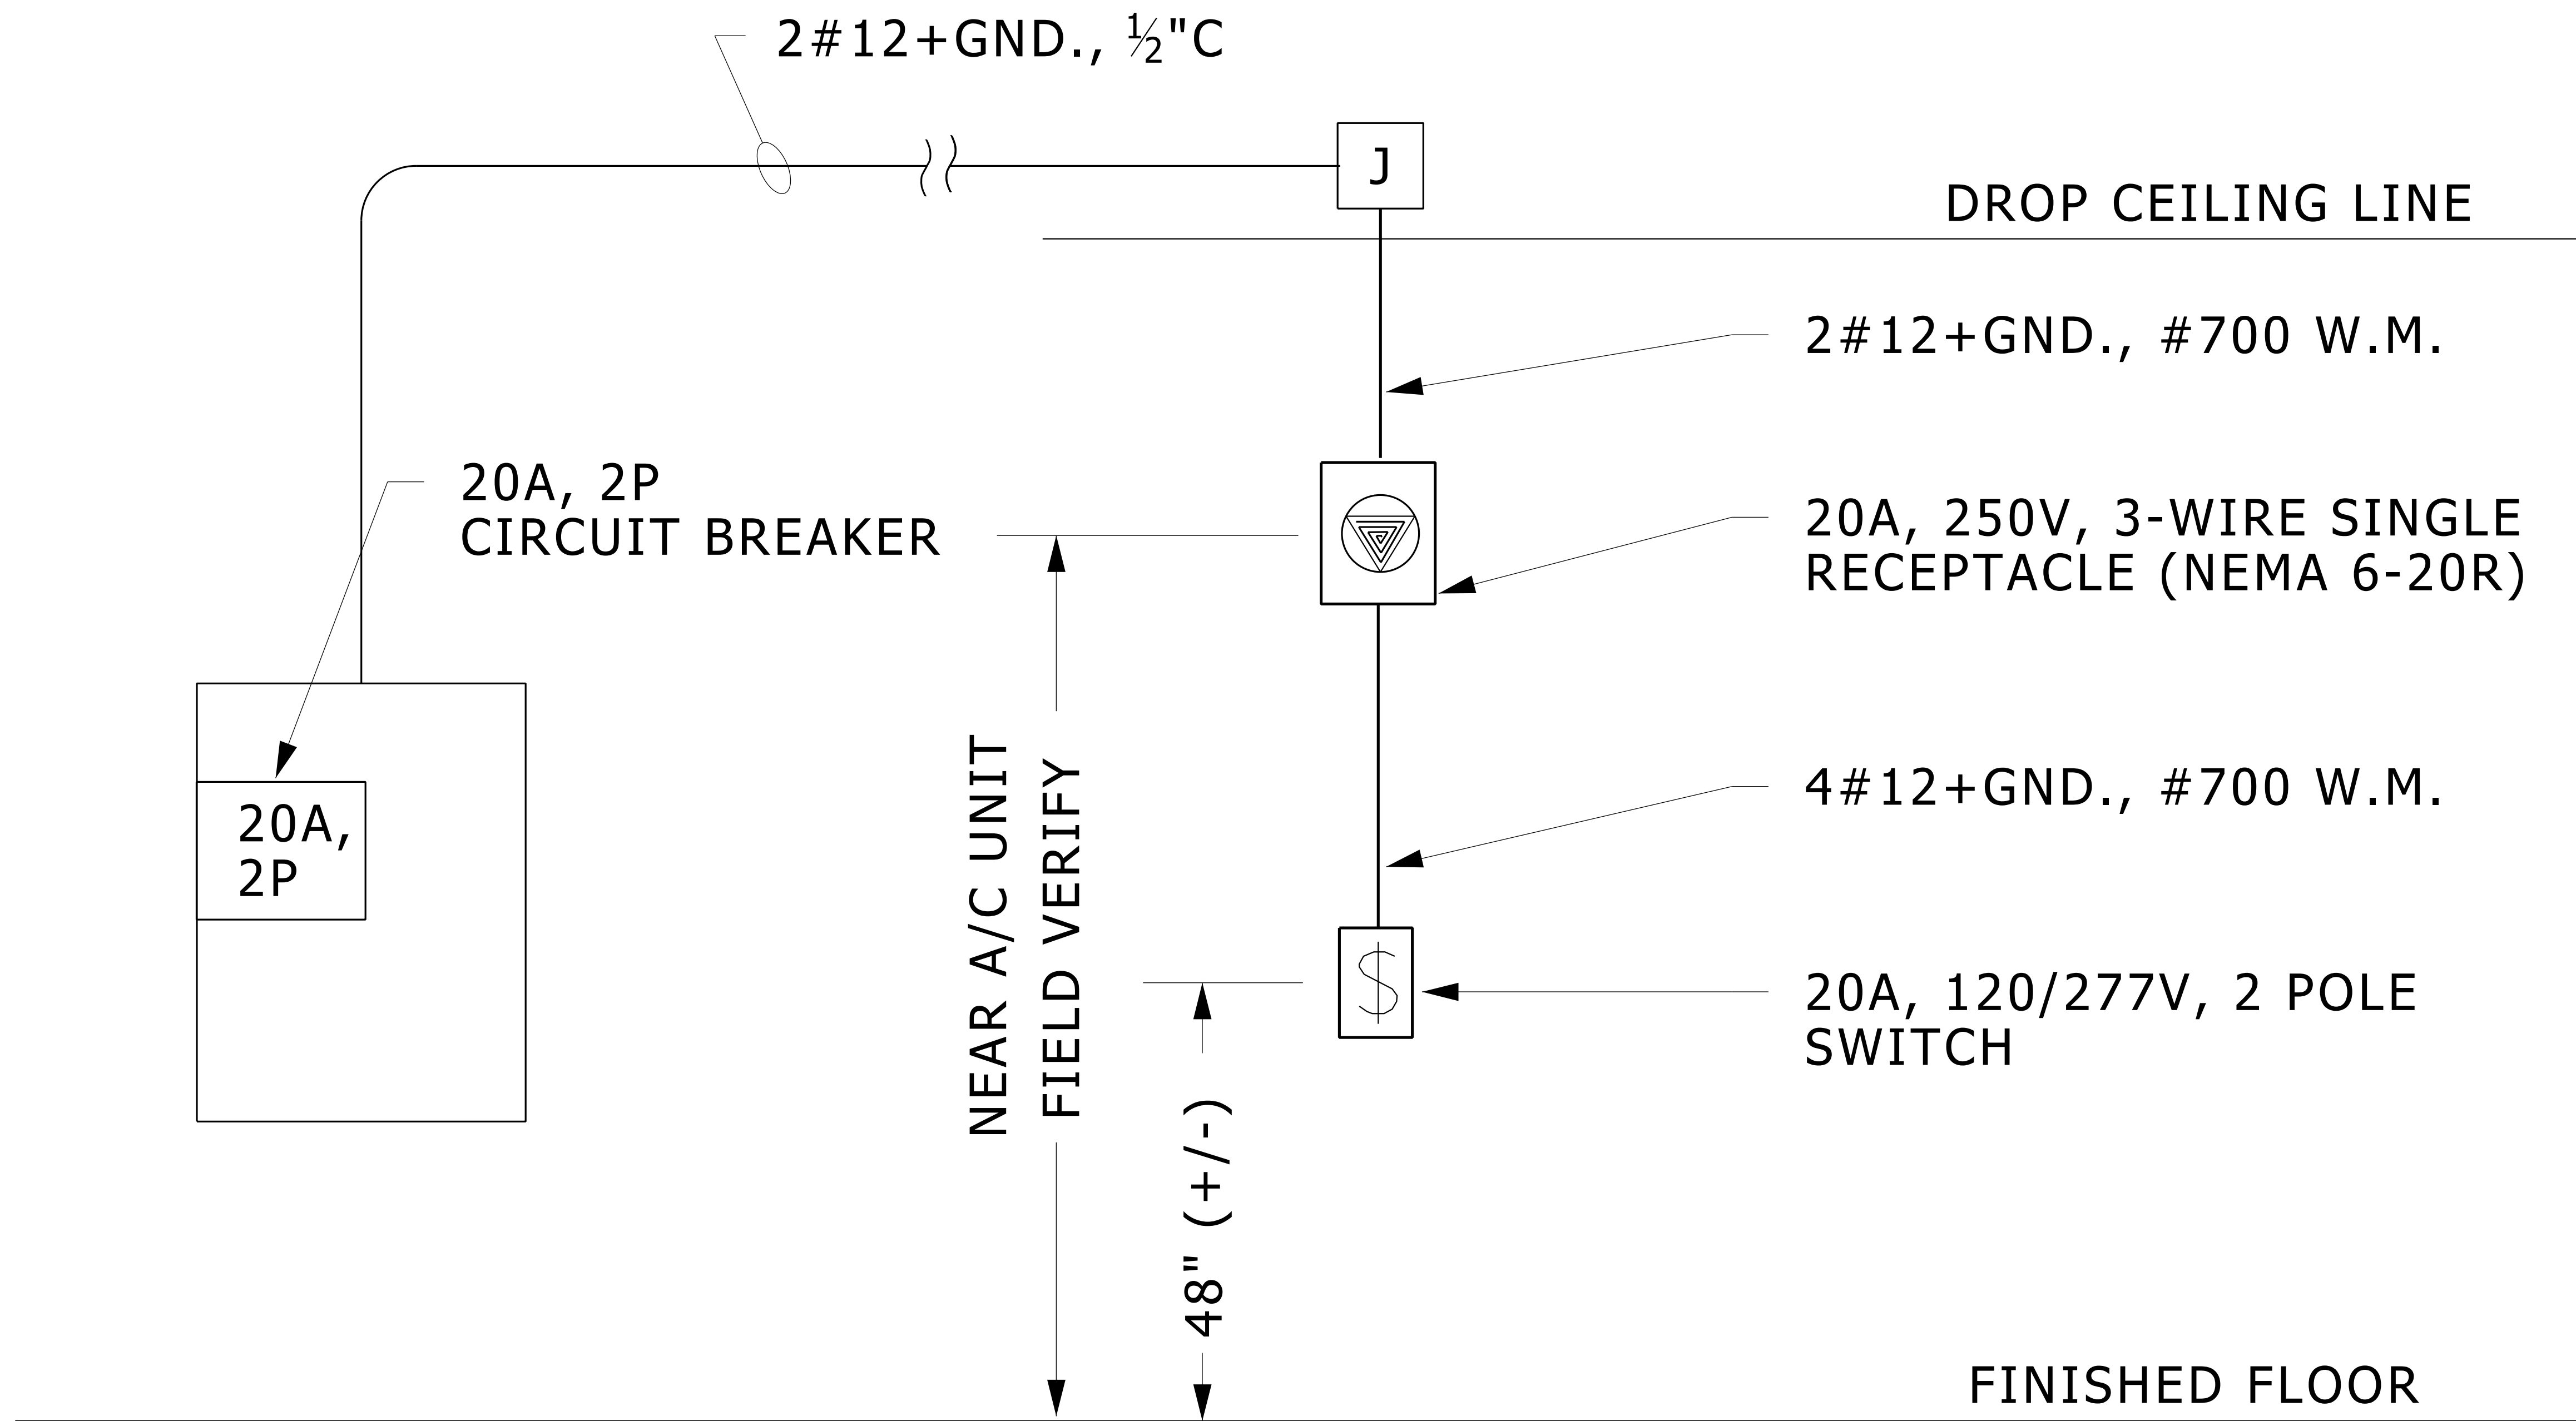 2#12+GND., ½"C
J
DROP CEILING LINE
2#12+GND., #700 W.M.
20A, 2P
CIRCUIT BREAKER
20A, 250V, 3-WIRE SINGLE
RECEPTACLE (NEMA 6-20R)
20A,
2P
NEAR A/C UNIT
FIELD VERIFY
4#12+GND., #700 W.M.
$
20A, 120/277V, 2 POLE
SWITCH
48" (+/-)
FINISHED FLOOR